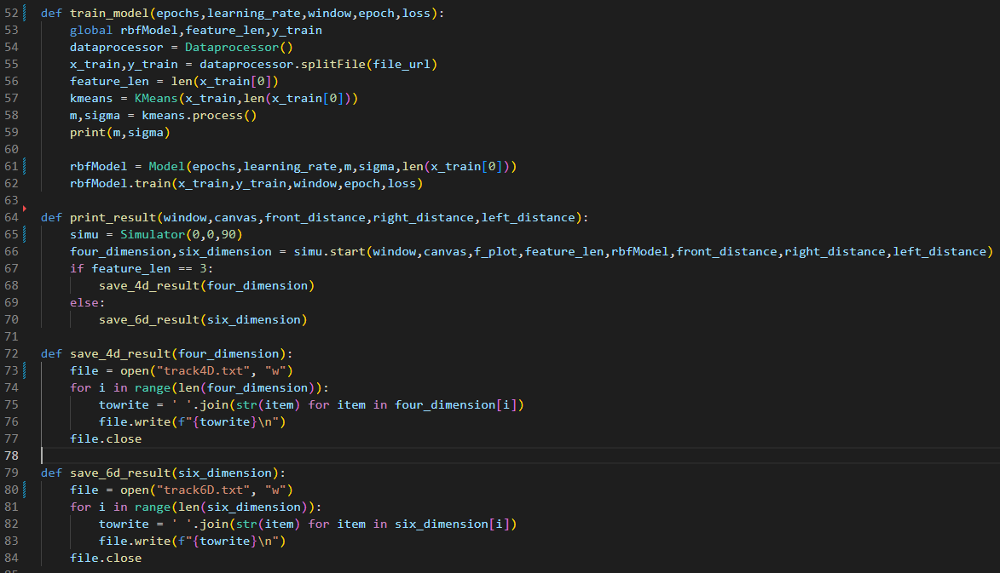 52 def train_model(epochs,learning_rate,window,epoch,loss):
53     global rbfModel,feature_len,y_train
54     dataprocessor = Dataprocessor()
55     x_train,y_train = dataprocessor.splitFile(file_url)
56     feature_len = len(x_train[0])
57     kmeans = KMeans(x_train,len(x_train[0]))
58     m,sigma = kmeans.process()
59     print(m,sigma)
60
61     rbfModel = Model(epochs,learning_rate,m,sigma,len(x_train[0]))
62     rbfModel.train(x_train,y_train,window,epoch,loss)
63
64 def print_result(window,canvas,front_distance,right_distance,left_distance):
65     simu = Simulator(0,0,90)
66     four_dimension,six_dimension = simu.start(window,canvas,f_plot,feature_len,rbfModel,front_distance,right_distance,left_distance)
67     if feature_len == 3:
68         save_4d_result(four_dimension)
69     else:
70         save_6d_result(six_dimension)
71
72 def save_4d_result(four_dimension):
73     file = open("track4D.txt", "w")
74     for i in range(len(four_dimension)):
75         towrite = ' '.join(str(item) for item in four_dimension[i])
76         file.write(f"{towrite}\n")
77     file.close
78
79 def save_6d_result(six_dimension):
80     file = open("track6D.txt", "w")
81     for i in range(len(six_dimension)):
82         towrite = ' '.join(str(item) for item in six_dimension[i])
83         file.write(f"{towrite}\n")
84     file.close